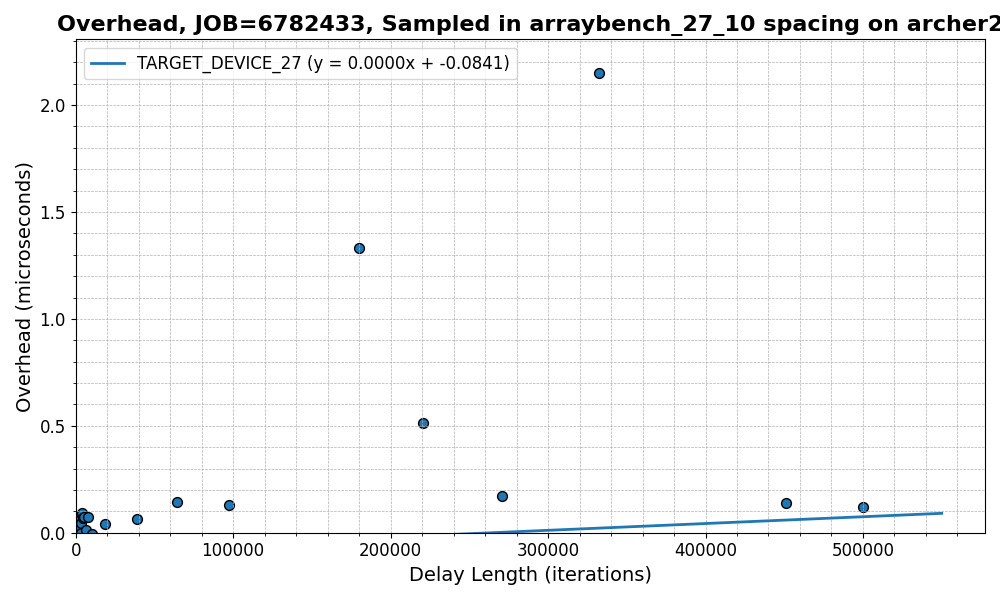 Overhead, JOB=6782433, Sampled in arraybench_27_10 spacing on archer2
TARGET_DEVICE_27 (y = 0.0000x + -0.0841)
Overhead (microseconds)
2.0
1.5
1.0
0.5
0.0
0 100000 200000 300000 400000 500000
Delay Length (iterations)